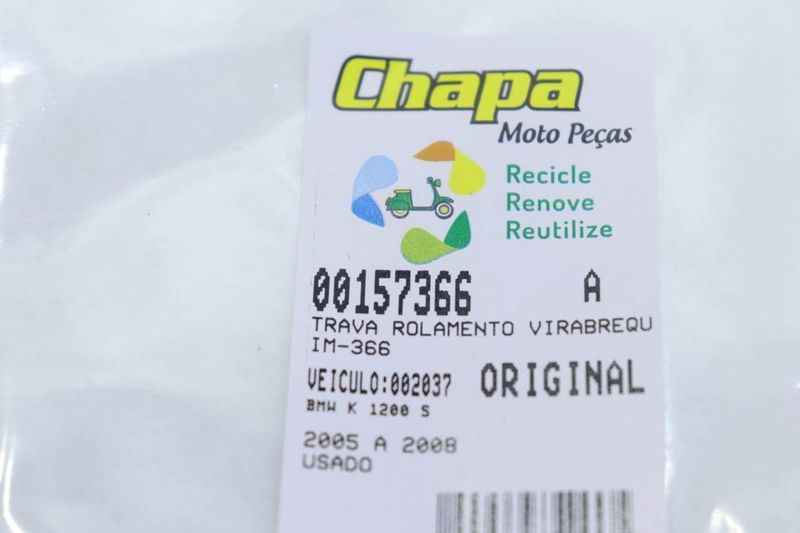 Chapa
Moto Peças
Recicle
Renove
Reutilize
00157366 A
TRAVA ROLAMENTO VIRABREQU
IM-366
VEICULO:002037 ORIGINAL
BMW K 1200 S
2005 A 2008
USADO